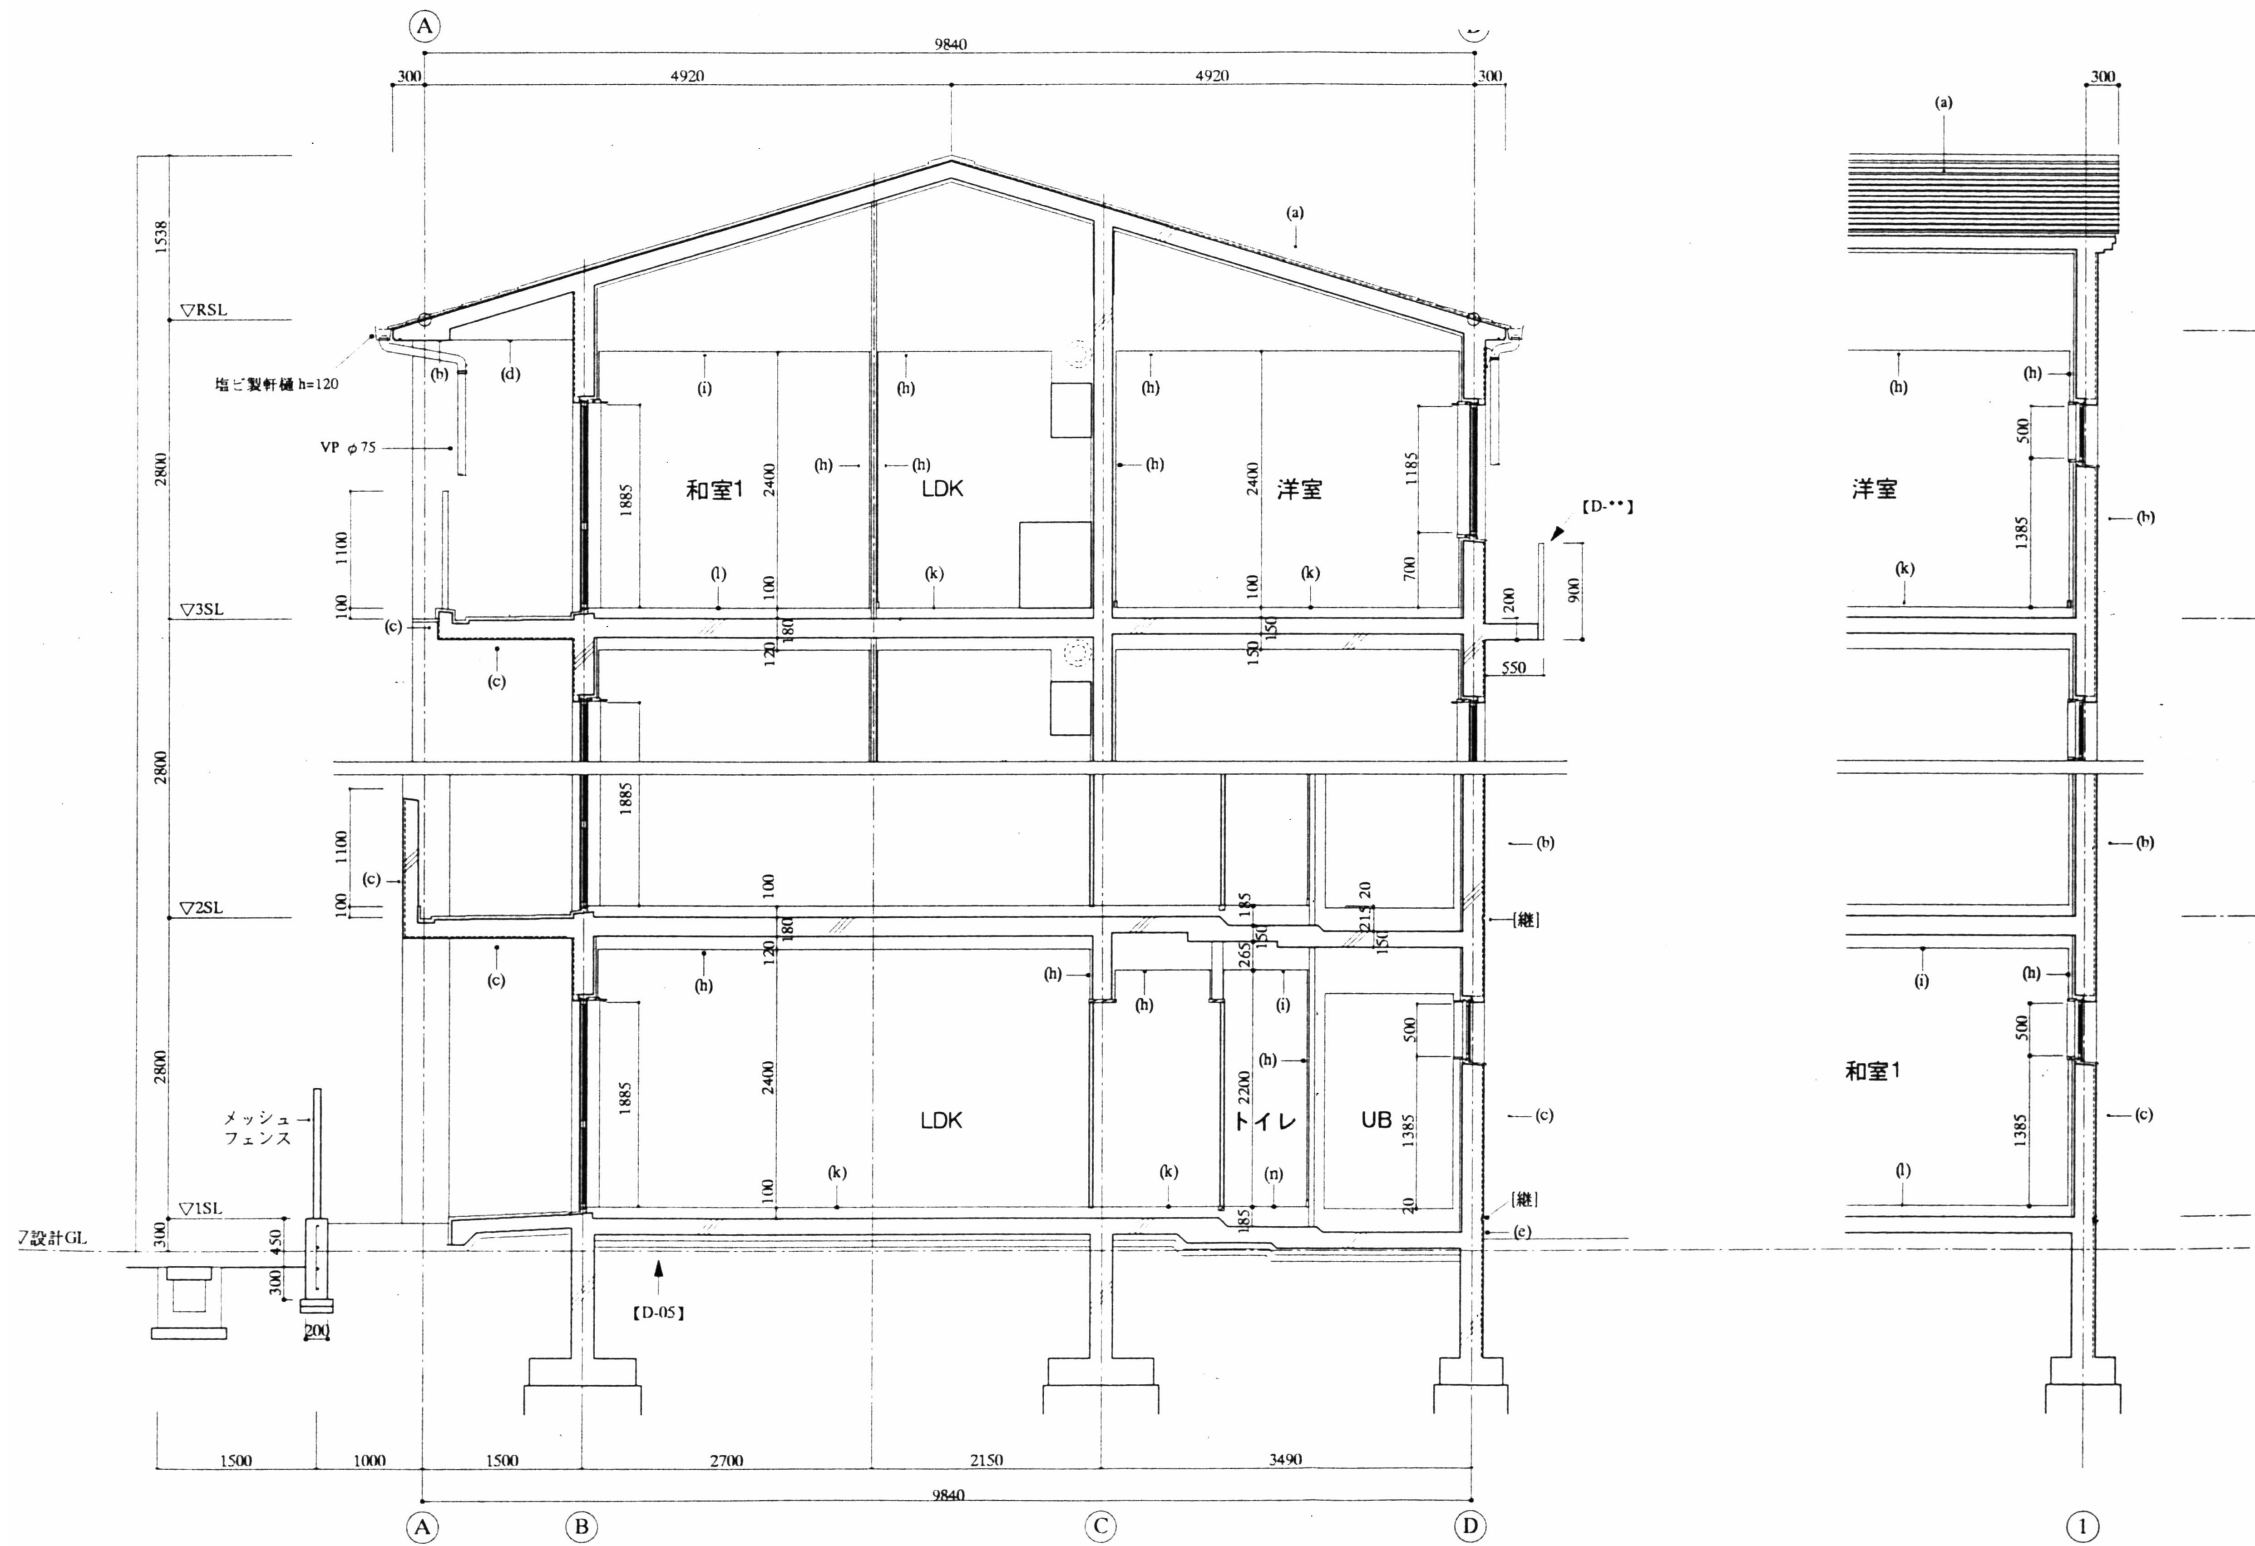 A
9840
300
4920
4920
300
300
(a)
1538
(a)
▽RSL
塩ビ製軒樋 h=120
(b)
(d)
(i)
(h)
(h)
(h)
(h)
VP φ75
2800
1885
和室1
2400
(h)
(h)
LDK
(h)
2400
洋室
1185
【D-**】
洋室
500
1385
(b)
1100
100
(l)
100
(k)
100
(k)
700
200
900
(k)
▽3SL
(c)
(c)
180
120
150
150
550
2800
1885
1100
100
(c)
100
185
20
215
(b)
(b)
▽2SL
(c)
180
120
150
265
150
[継]
(h)
(h)
(h)
(i)
(i)
(h)
2800
1885
2400
LDK
2200
(h)
トイレ
UB
500
1385
(c)
和室1
500
1385
(c)
メッシュ
フェンス
100
(k)
(k)
(n)
20
(l)
▽1SL
185
[継]
(e)
設計GL
300
450
300
200
【D-05】
1500
1000
1500
2700
2150
3490
9840
A
B
C
D
1